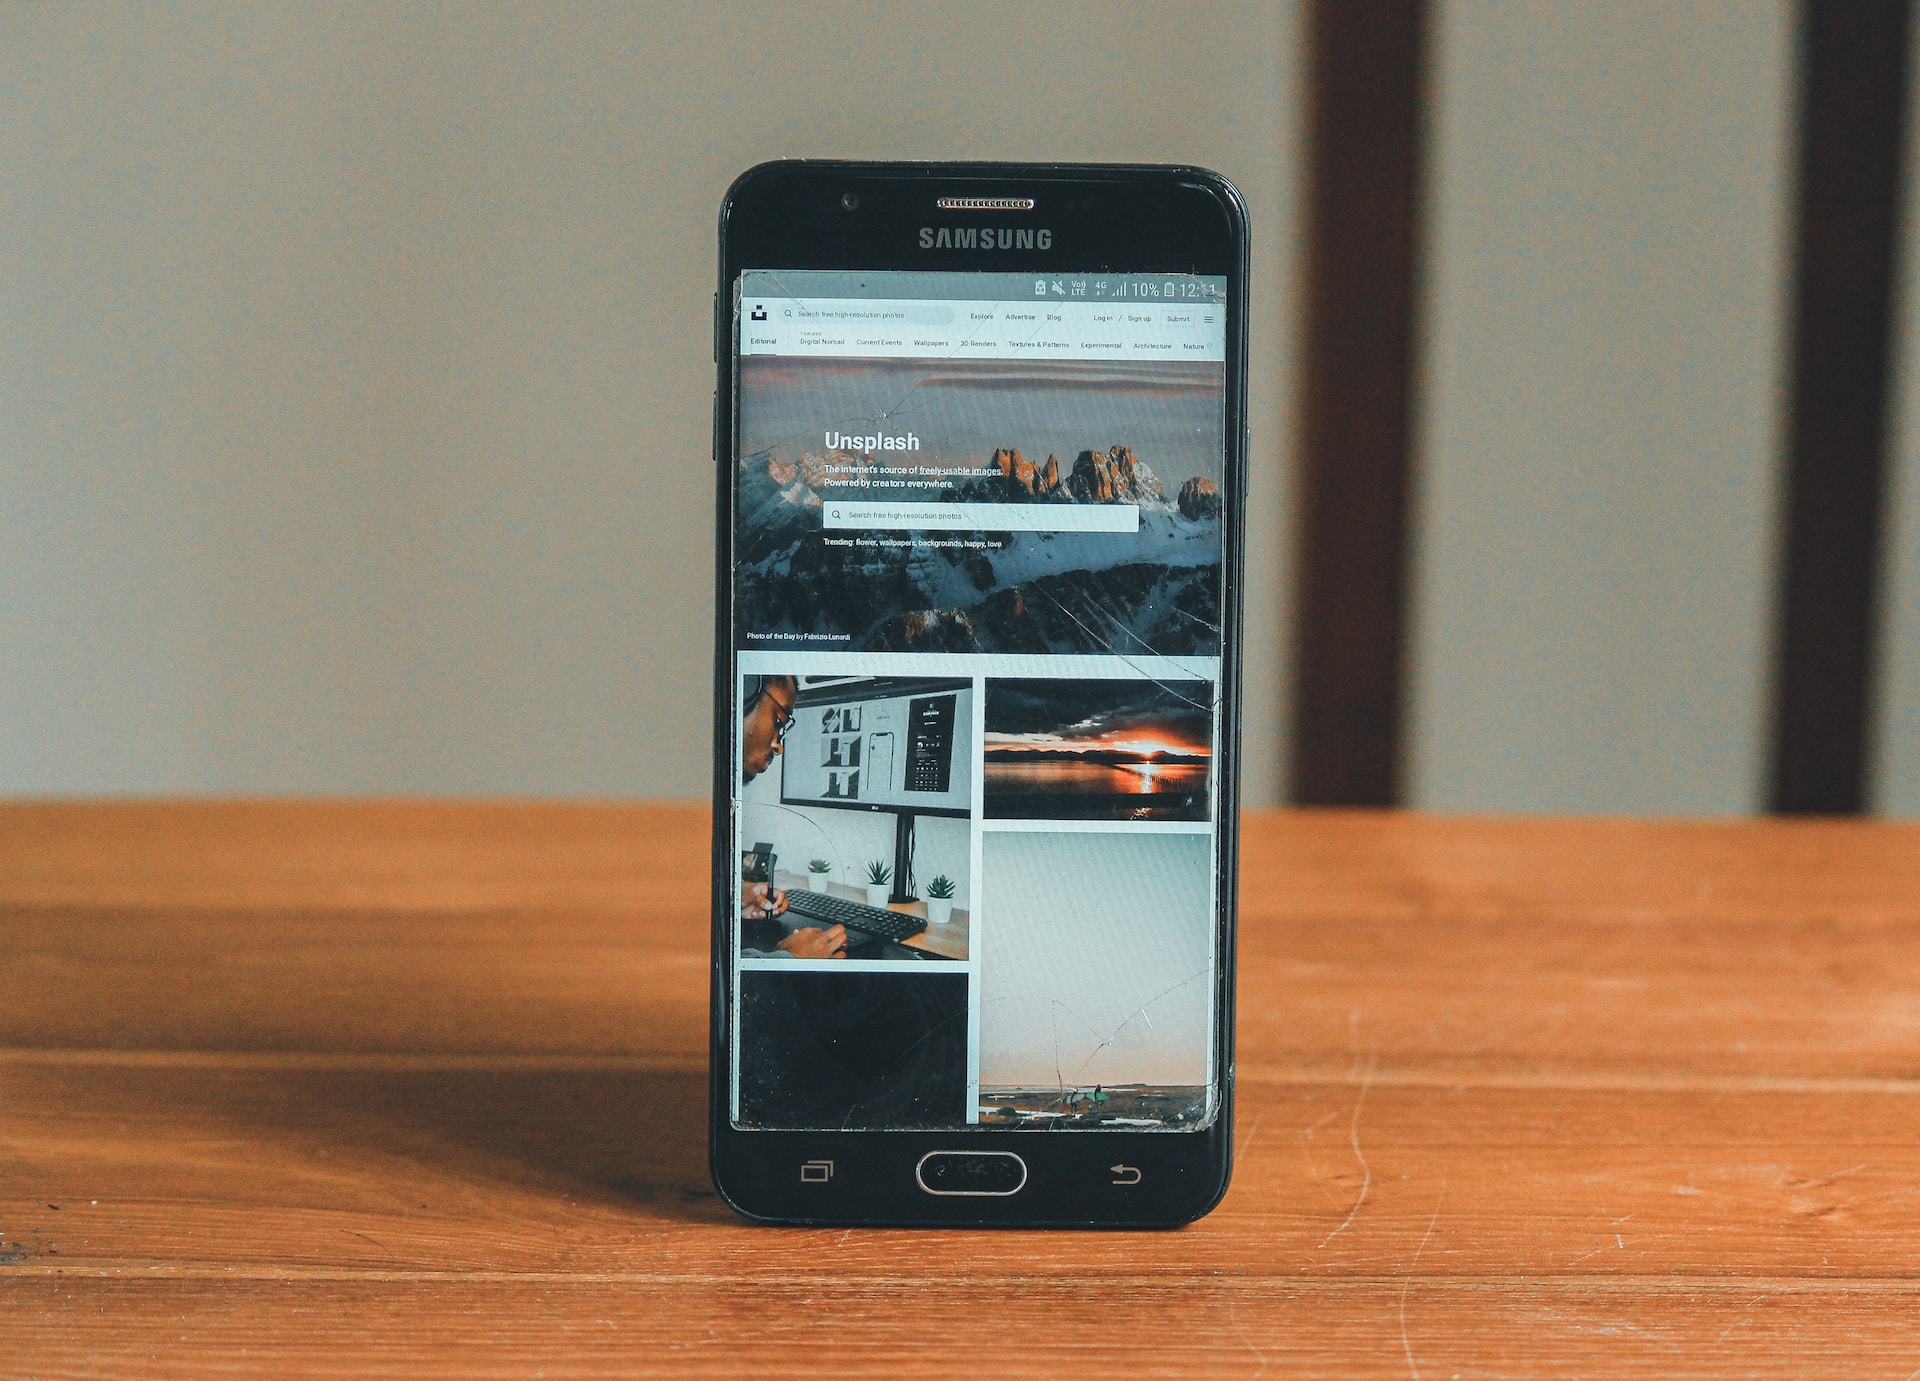 SAMSUNG
Vo)) LTE 4G 10%
Search free high-resolution photos
Explore Advertise Blog Log in / Sign up Submit
Featured
Editorial Digital Nomad Current Events Wallpapers 3D Renders Textures & Patterns Experimental Architecture Nature
Unsplash
The internet's source of freely-usable images.
Powered by creators everywhere.
Search free high-resolution photos
Trending: flower, wallpapers, backgrounds, happy, love
Photo of the Day by Fabrizio Lunardi